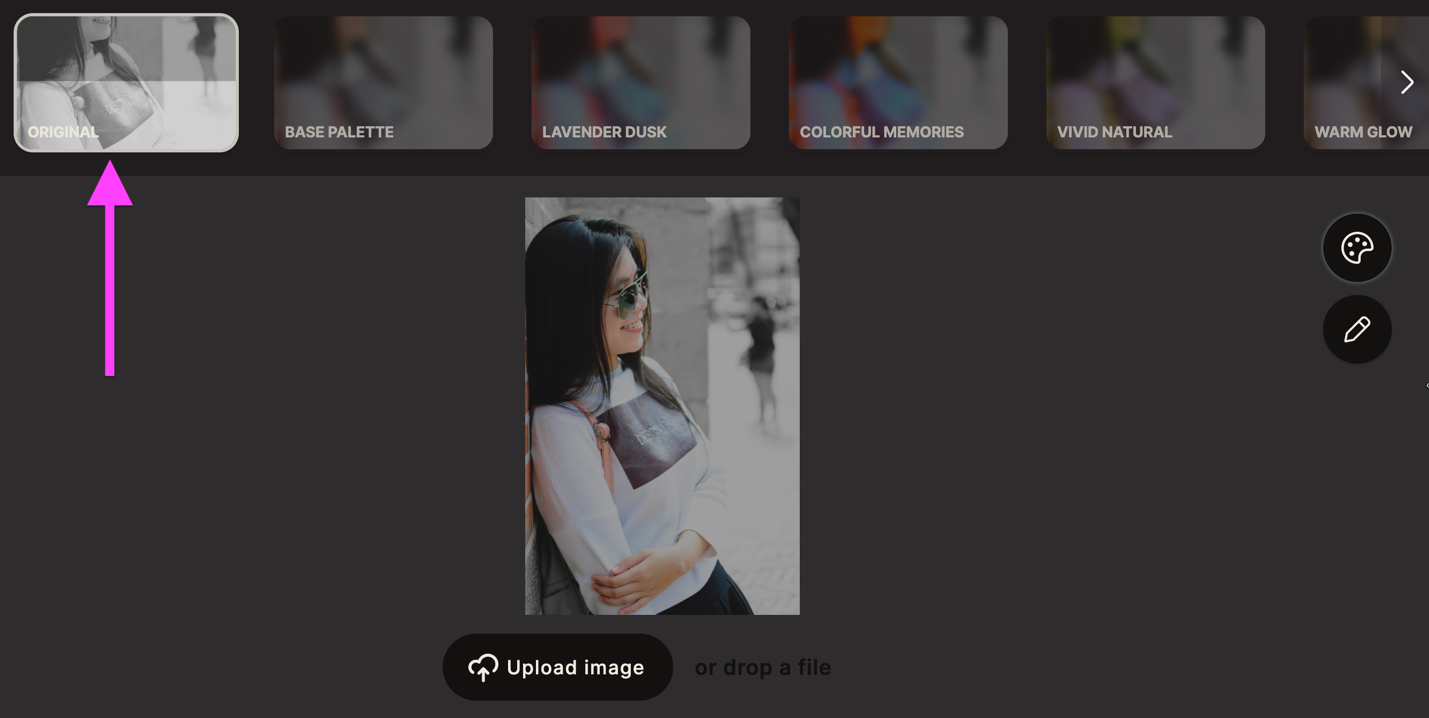 ORIGINAL
BASE PALETTE
LAVENDER DUSK
COLORFUL MEMORIES
VIVID NATURAL
WARM GLOW
Upload image
or drop a file